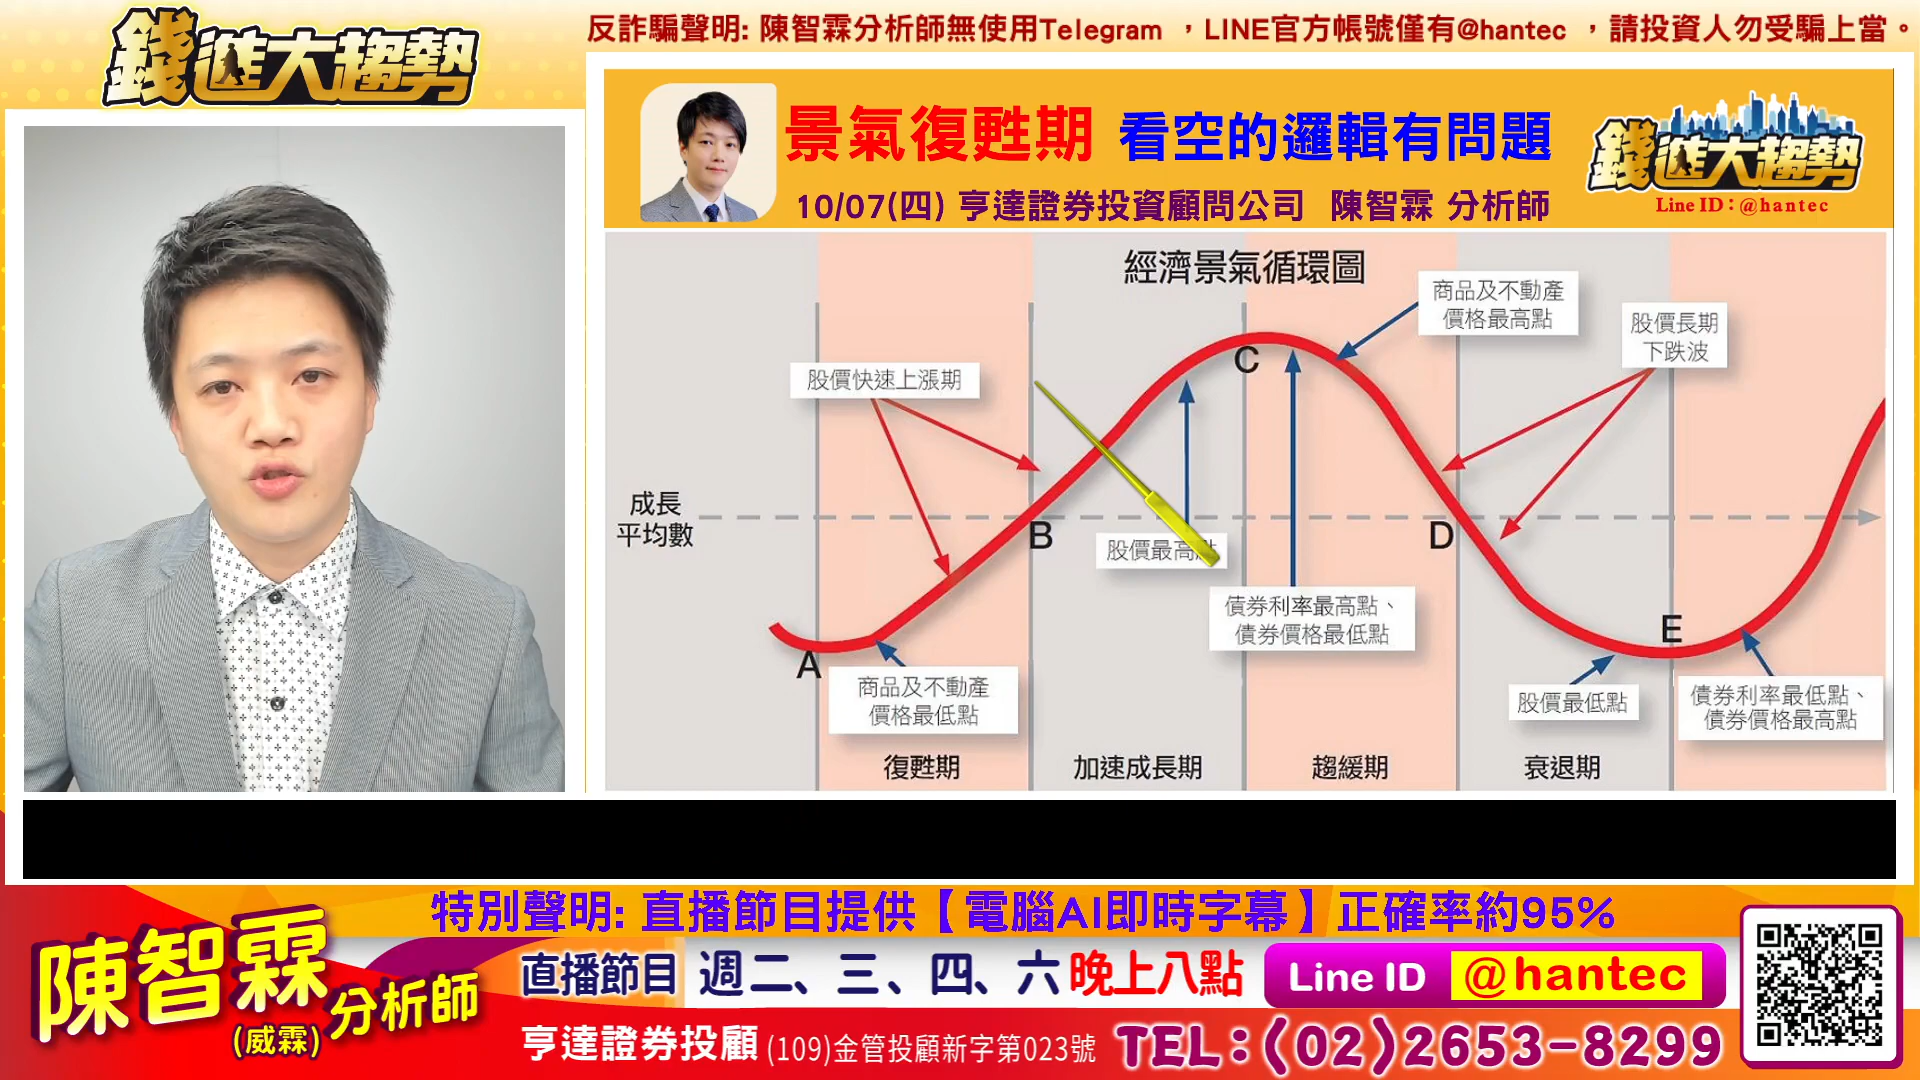 錢進大趨勢
反詐騙聲明: 陳智霖分析師無使用Telegram ，LINE官方帳號僅有@hantec ，請投資人勿受騙上當。
景氣復甦期 看空的邏輯有問題
10/07(四) 亨達證券投資顧問公司 陳智霖 分析師
錢進大趨勢
Line ID：@hantec
經濟景氣循環圖
商品及不動產
價格最高點
股價長期
下跌波
股價快速上漲期
C
成長
平均數
B
D
股價最高點
債券利率最高點、
債券價格最低點
A
E
商品及不動產
價格最低點
股價最低點
債券利率最低點、
債券價格最高點
復甦期
加速成長期
趨緩期
衰退期
特別聲明: 直播節目提供【電腦AI即時字幕】正確率約95%
陳智霖
(威霖)
分析師
直播節目 週二、三、四、六 晚上八點
Line ID @hantec
亨達證券投顧 (109)金管投顧新字第023號 TEL：(02)2653-8299